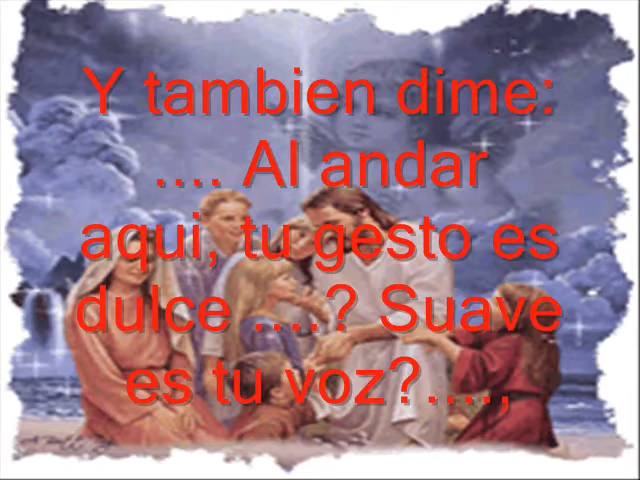 Y tambien dime:
.... Al andar
aqui, tu gesto es
dulce ....? Suave
es tu voz?....,